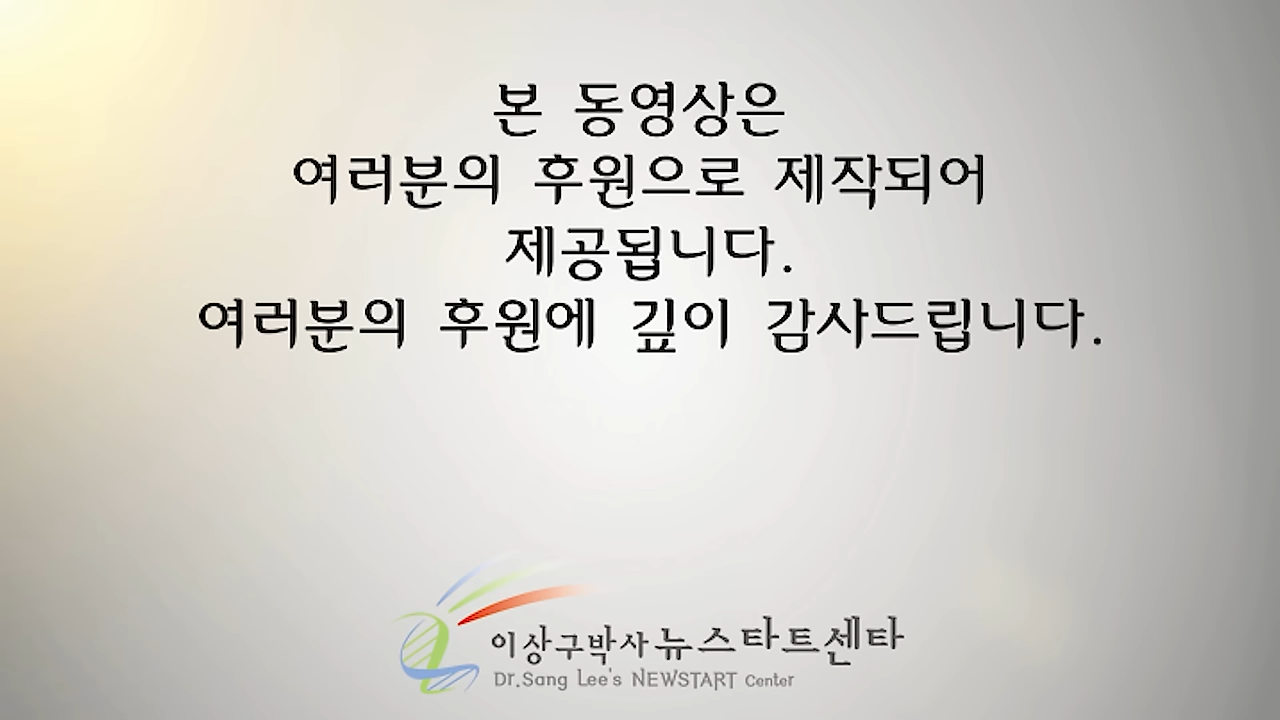 본 동영상은
여러분의 후원으로 제작되어
제공됩니다.
여러분의 후원에 깊이 감사드립니다.
이상구박사 뉴스타트센타
Dr.Sang Lee's NEWSTART Center